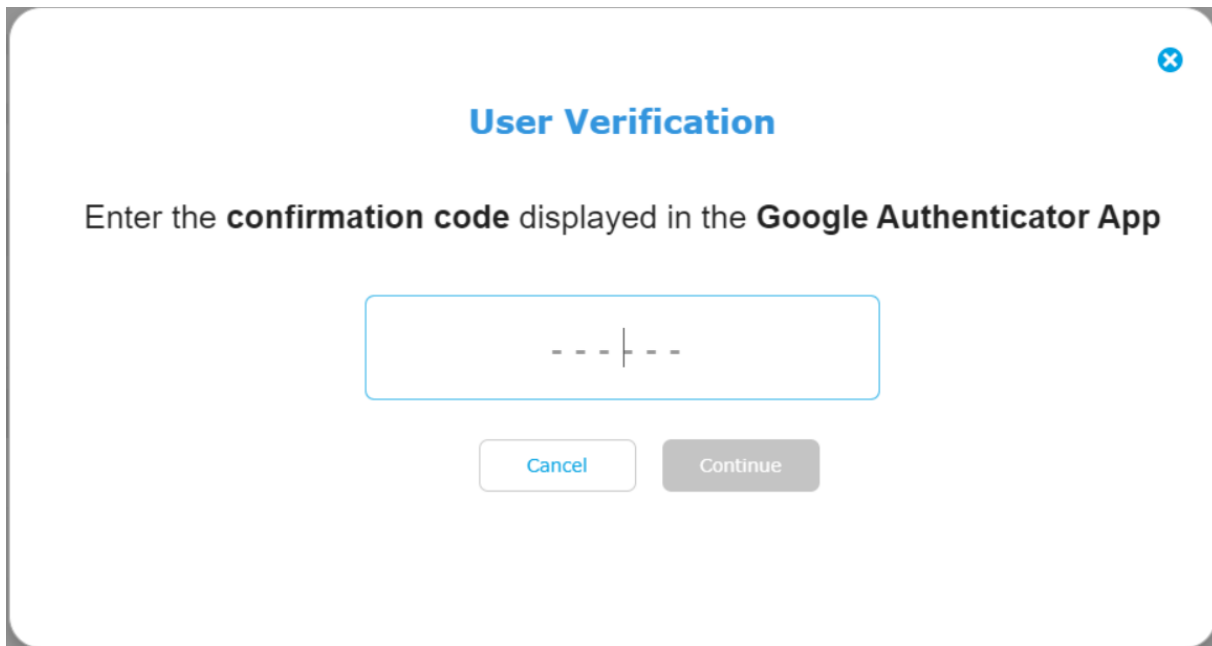 User Verification
Enter the confirmation code displayed in the Google Authenticator App
- - - - - -
Cancel
Continue